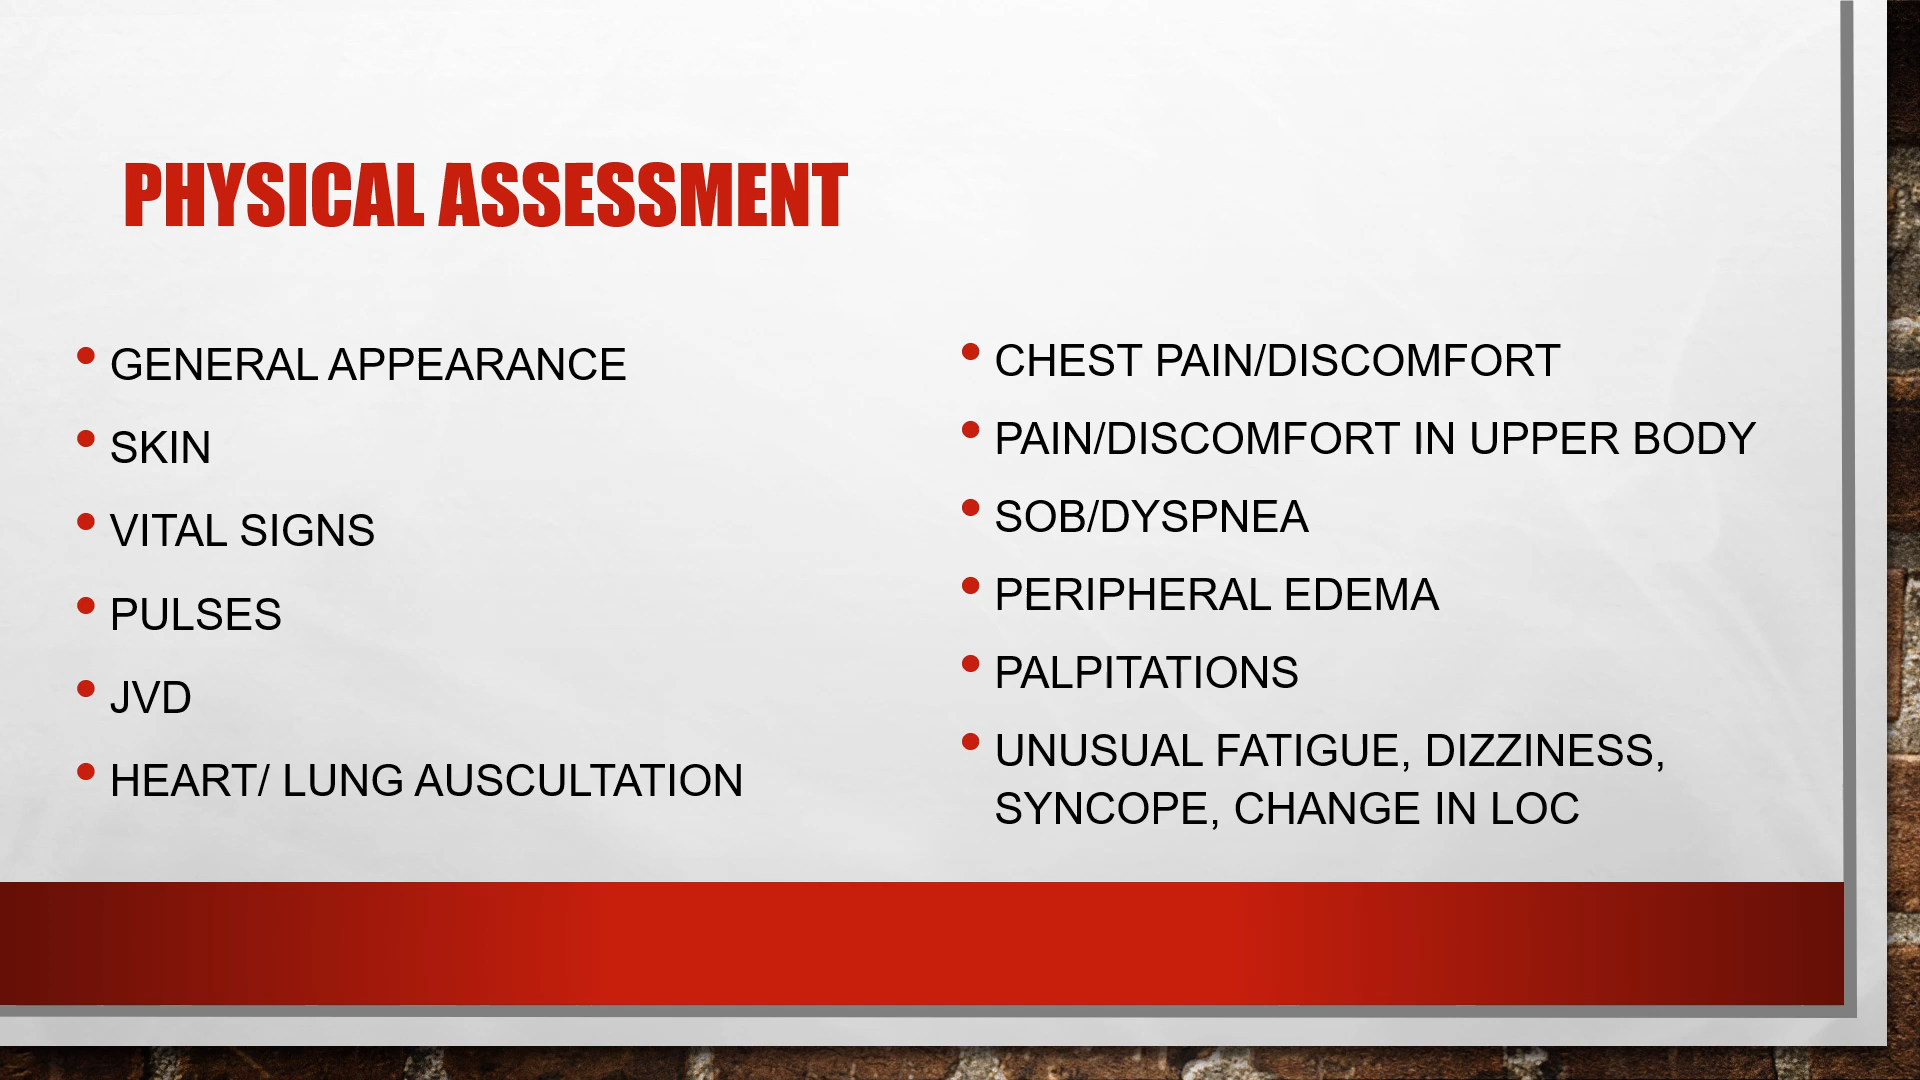 PHYSICAL ASSESSMENT
• GENERAL APPEARANCE
• SKIN
• VITAL SIGNS
• PULSES
• JVD
• HEART/ LUNG AUSCULTATION
• CHEST PAIN/DISCOMFORT
• PAIN/DISCOMFORT IN UPPER BODY
• SOB/DYSPNEA
• PERIPHERAL EDEMA
• PALPITATIONS
• UNUSUAL FATIGUE, DIZZINESS,
SYNCOPE, CHANGE IN LOC